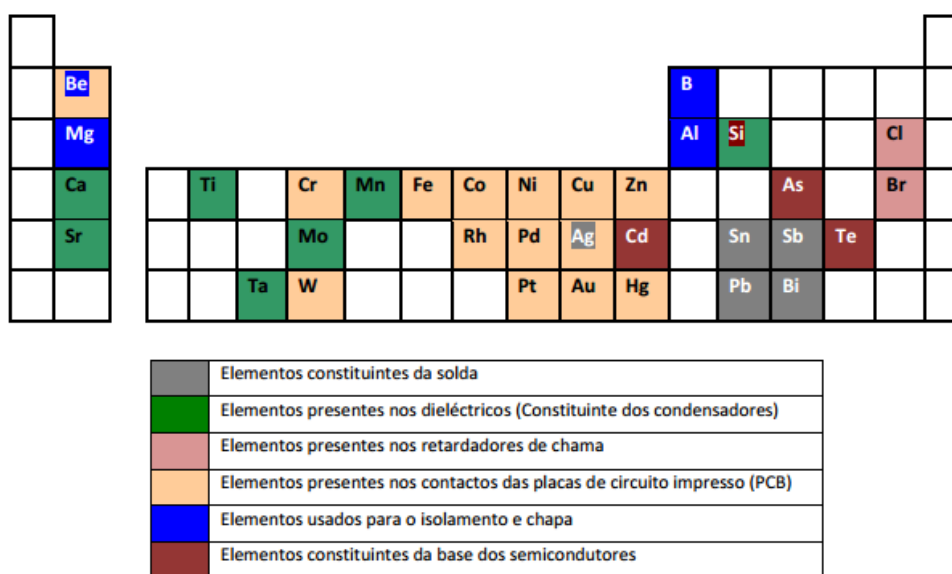 Be B
Mg Al Si Cl
Ca Ti Cr Mn Fe Co Ni Cu Zn As Br
Sr Mo Rh Pd Ag Cd Sn Sb Te
Ta W Pt Au Hg Pb Bi
Elementos constituintes da solda
Elementos presentes nos dieléctricos (Constituinte dos condensadores)
Elementos presentes nos retardadores de chama
Elementos presentes nos contactos das placas de circuito impresso (PCB)
Elementos usados para o isolamento e chapa
Elementos constituintes da base dos semicondutores